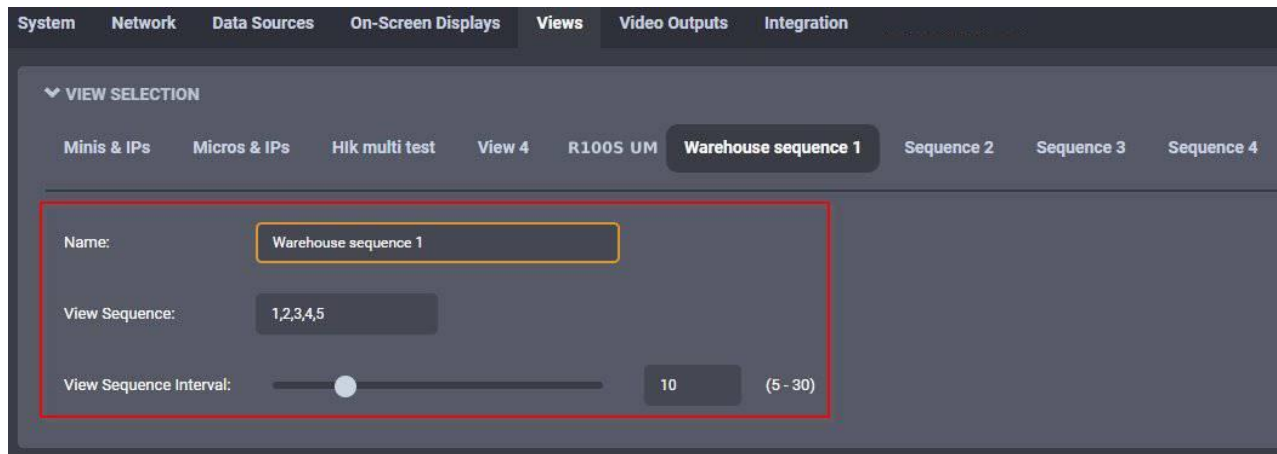 System Network Data Sources On-Screen Displays Views Video Outputs Integration
VIEW SELECTION
Minis & IPs Micros & IPs HIk multi test View 4 R100S UM Warehouse sequence 1 Sequence 2 Sequence 3 Sequence 4
Name: Warehouse sequence 1
View Sequence: 1,2,3,4,5
View Sequence Interval: 10 (5 - 30)